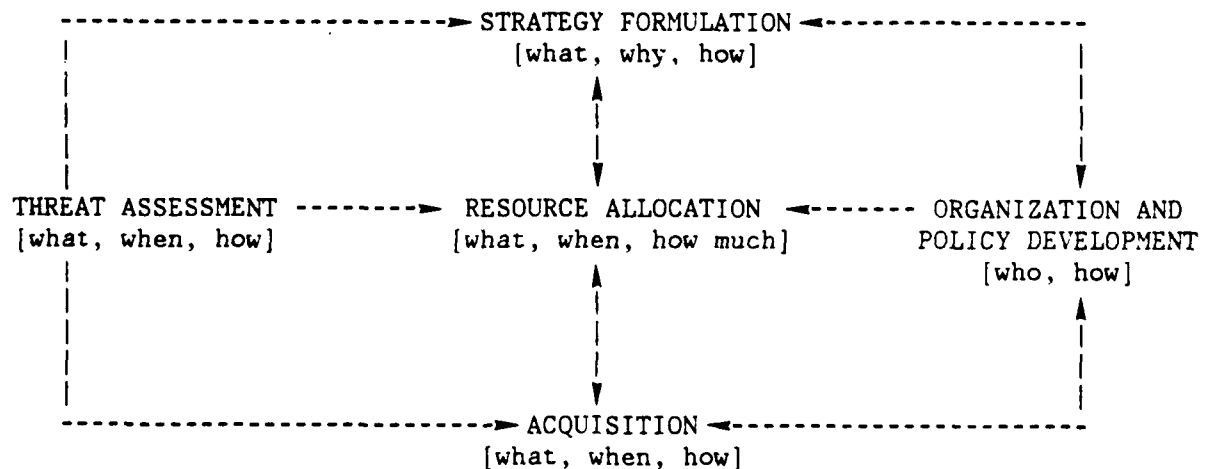 STRATEGY FORMULATION
[what, why, how]
THREAT ASSESSMENT
[what, when, how]
RESOURCE ALLOCATION
[what, when, how much]
ORGANIZATION AND
POLICY DEVELOPMENT
[who, how]
ACQUISITION
[what, when, how]